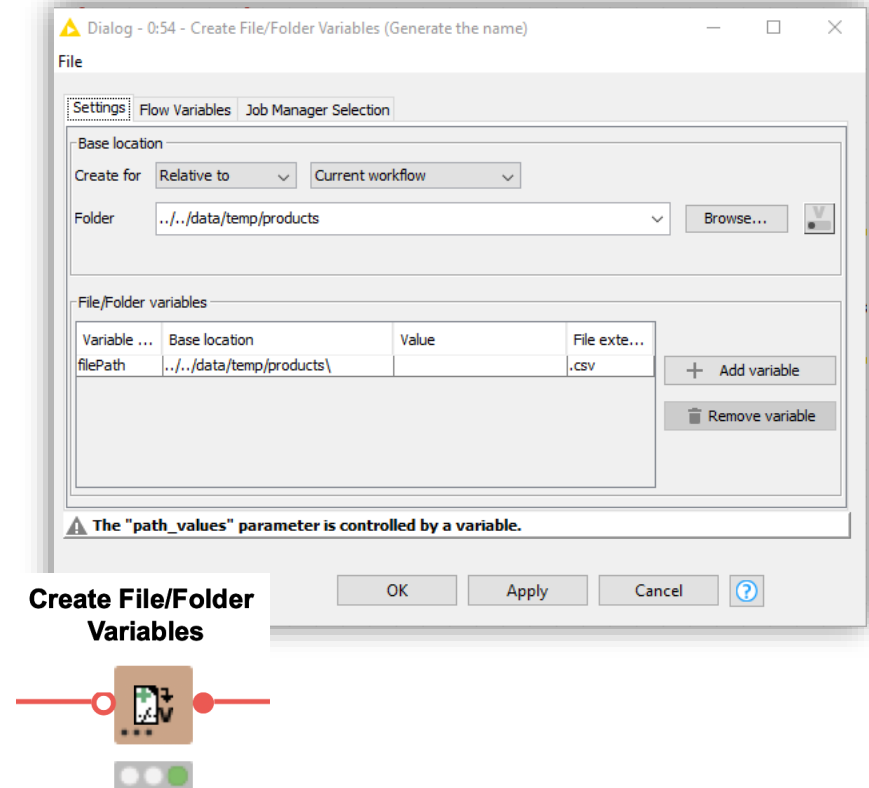 Dialog - 0:54 - Create File/Folder Variables (Generate the name)
File
Settings Flow Variables Job Manager Selection
Base location
Create for Relative to Current workflow
Folder ../../data/temp/products Browse... V
File/Folder variables
Variable ... Base location Value File exte...
filePath ../../data/temp/products\ .csv
Add variable
Remove variable
The "path_values" parameter is controlled by a variable.
OK Apply Cancel ?
Create File/Folder
Variables